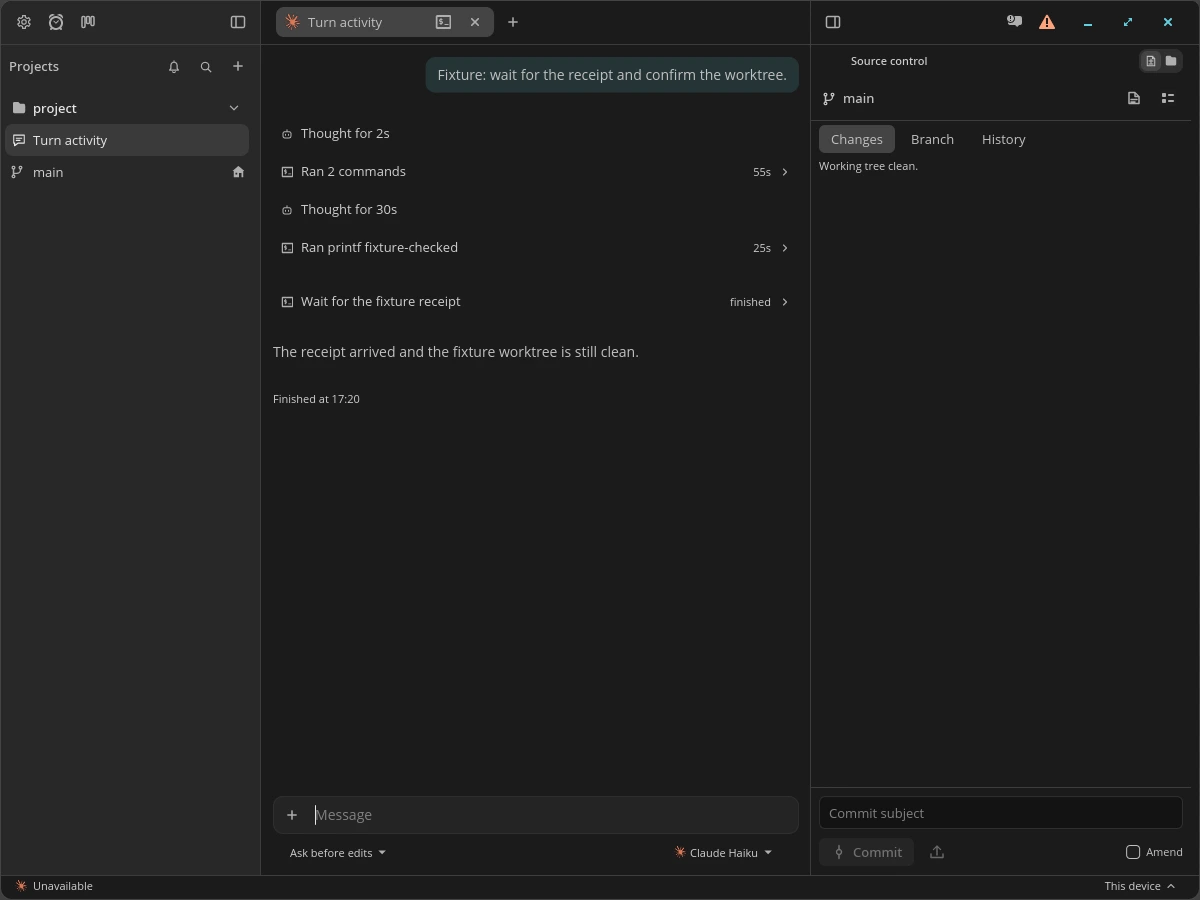 Turn activity
Projects
project
Turn activity
main
Fixture: wait for the receipt and confirm the worktree.
Thought for 2s
Ran 2 commands 55s
Thought for 30s
Ran printf fixture-checked 25s
Wait for the fixture receipt finished
The receipt arrived and the fixture worktree is still clean.
Finished at 17:20
Message
Ask before edits
Claude Haiku
Source control
main
Changes Branch History
Working tree clean.
Commit subject
Commit
Amend
Unavailable
This device